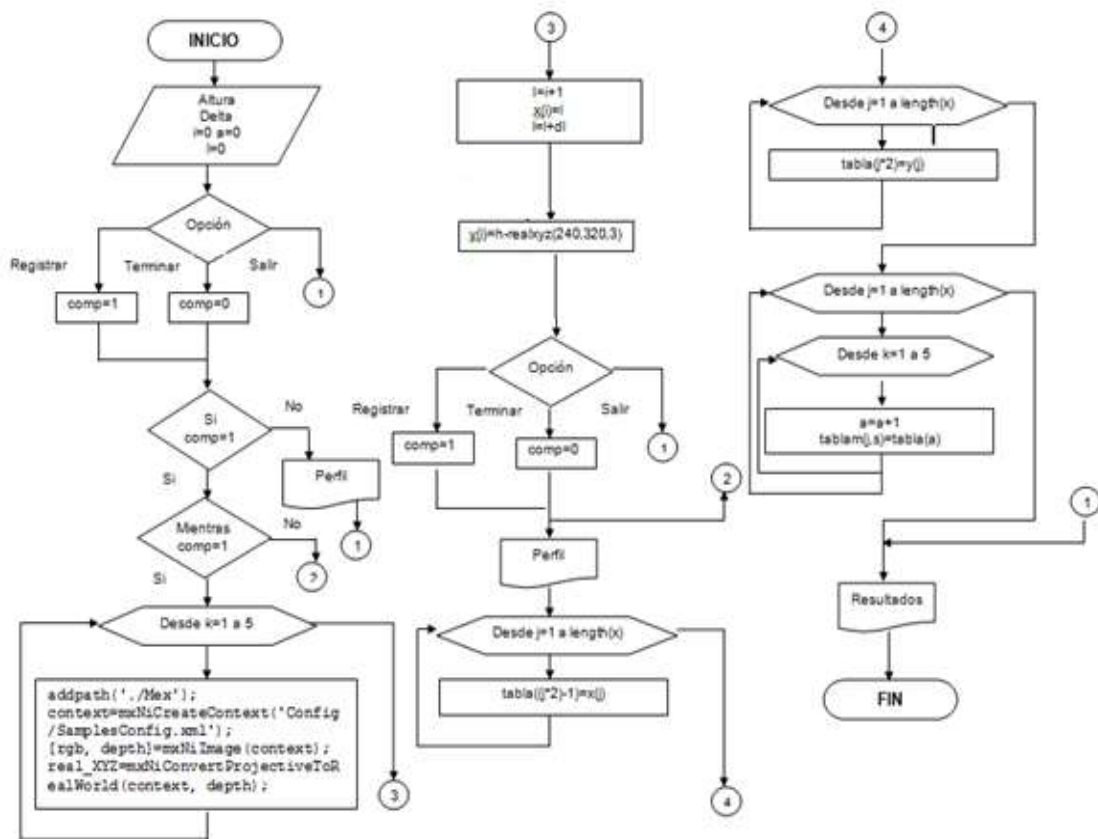 INICIO
Altura
Delta
i=0 a=0
l=0
Opción
Registrar
Terminar
Salir
1
comp=1
comp=0
Si
comp=1
No
Perfil
1
Si
Mientras
comp=1
No
2
Si
Desde k=1 a 5
addpath('./Mex');
context=mxNiCreateContext('Config
/SamplesConfig.xml');
[rgb, depth]=mxNiImage(context);
real_XYZ=mxNiConvertProjectiveToR
ealWorld(context, depth);
3
3
I=i+1
x(i)=l
l=l+dl
y(i)=h-realxyz(240,320,3)
Opción
Registrar
Terminar
Salir
1
comp=1
comp=0
2
Perfil
Desde j=1 a length(x)
tabla((j*2)-1)=x(j)
4
4
Desde j=1 a length(x)
tabla(j*2)=y(j)
Desde j=1 a length(x)
Desde k=1 a 5
a=a+1
tablam(j,s)=tabla(a)
1
Resultados
FIN